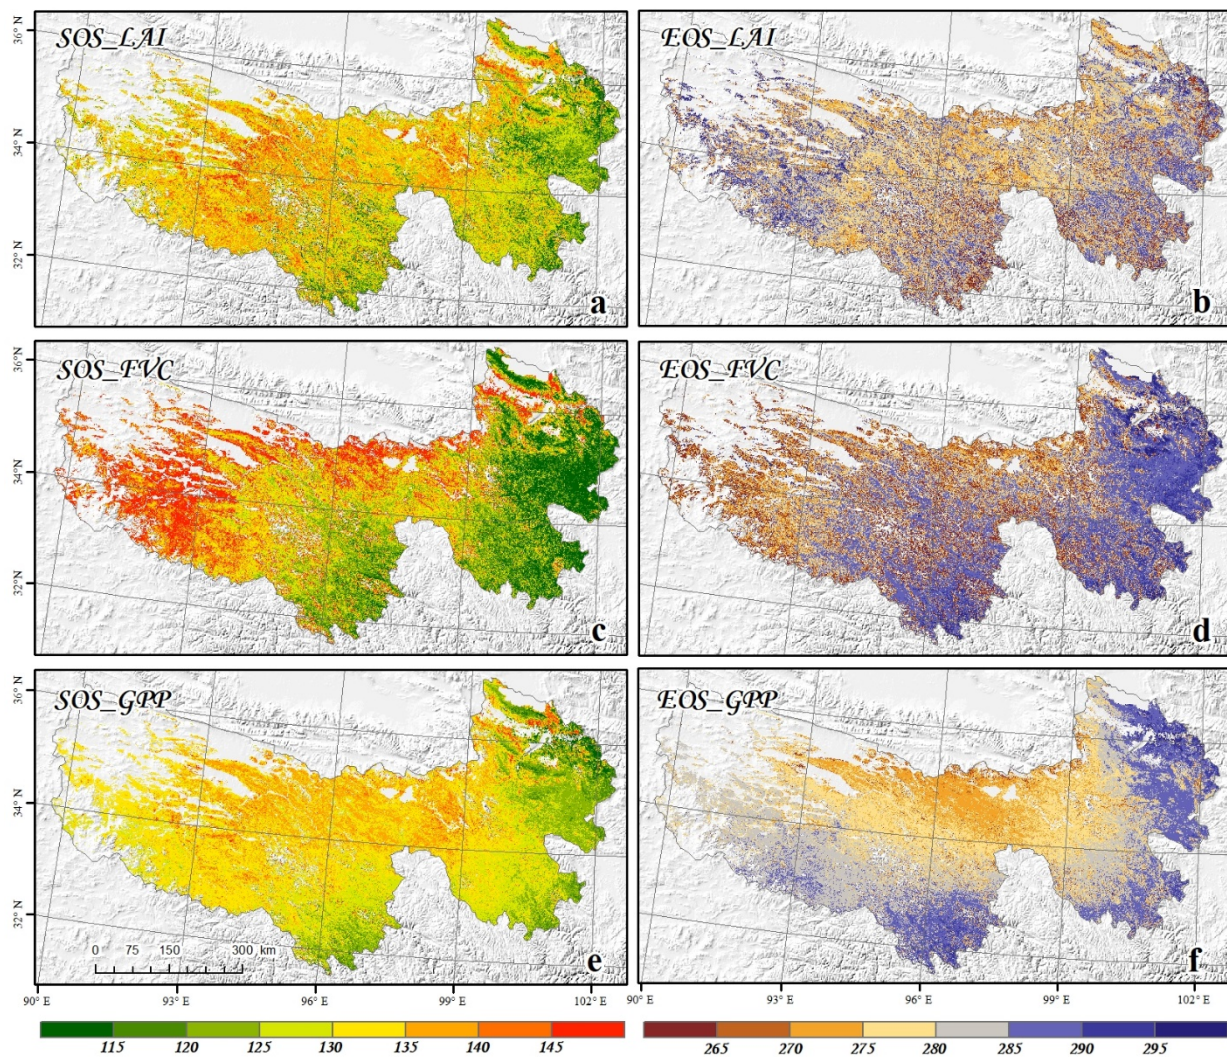 SOS_LAI
EOS_LAI
36° N
34° N
32° N
a
b
SOS_FVC
EOS_FVC
36° N
34° N
32° N
c
d
SOS_GPP
EOS_GPP
36° N
34° N
32° N
0 75 150 300 km
e
f
90° E 93° E 96° E 99° E 102° E
90° E 93° E 96° E 99° E 102° E
115 120 125 130 135 140 145
265 270 275 280 285 290 295